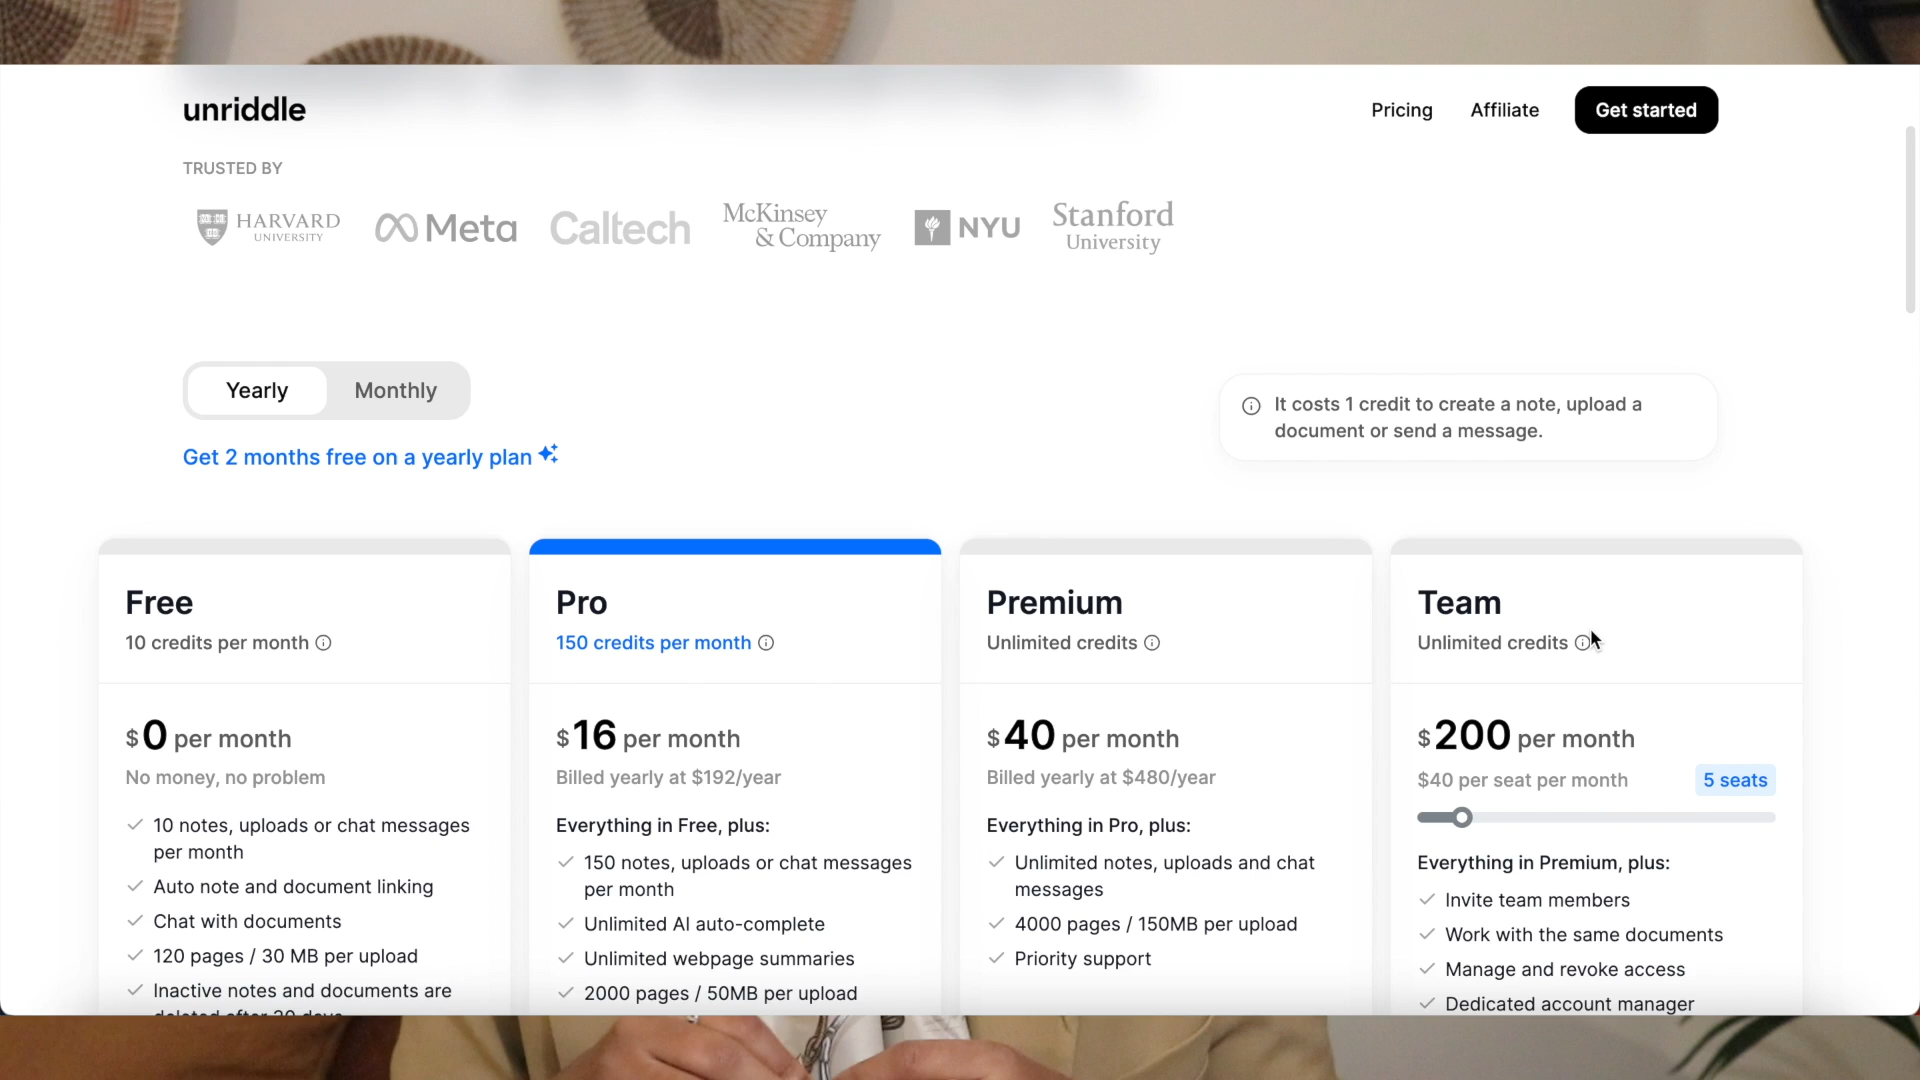 unriddle
Pricing
Affiliate
Get started
TRUSTED BY
HARVARD
UNIVERSITY
Meta
Caltech
McKinsey
& Company
NYU
Stanford
University
Yearly
Monthly
Get 2 months free on a yearly plan
It costs 1 credit to create a note, upload a
document or send a message.
Free
10 credits per month
$0 per month
No money, no problem
10 notes, uploads or chat messages
per month
Auto note and document linking
Chat with documents
120 pages / 30 MB per upload
Inactive notes and documents are
Pro
150 credits per month
$16 per month
Billed yearly at $192/year
Everything in Free, plus:
150 notes, uploads or chat messages
per month
Unlimited AI auto-complete
Unlimited webpage summaries
2000 pages / 50MB per upload
Premium
Unlimited credits
$40 per month
Billed yearly at $480/year
Everything in Pro, plus:
Unlimited notes, uploads and chat
messages
4000 pages / 150MB per upload
Priority support
Team
Unlimited credits
$200 per month
$40 per seat per month
5 seats
Everything in Premium, plus:
Invite team members
Work with the same documents
Manage and revoke access
Dedicated account manager